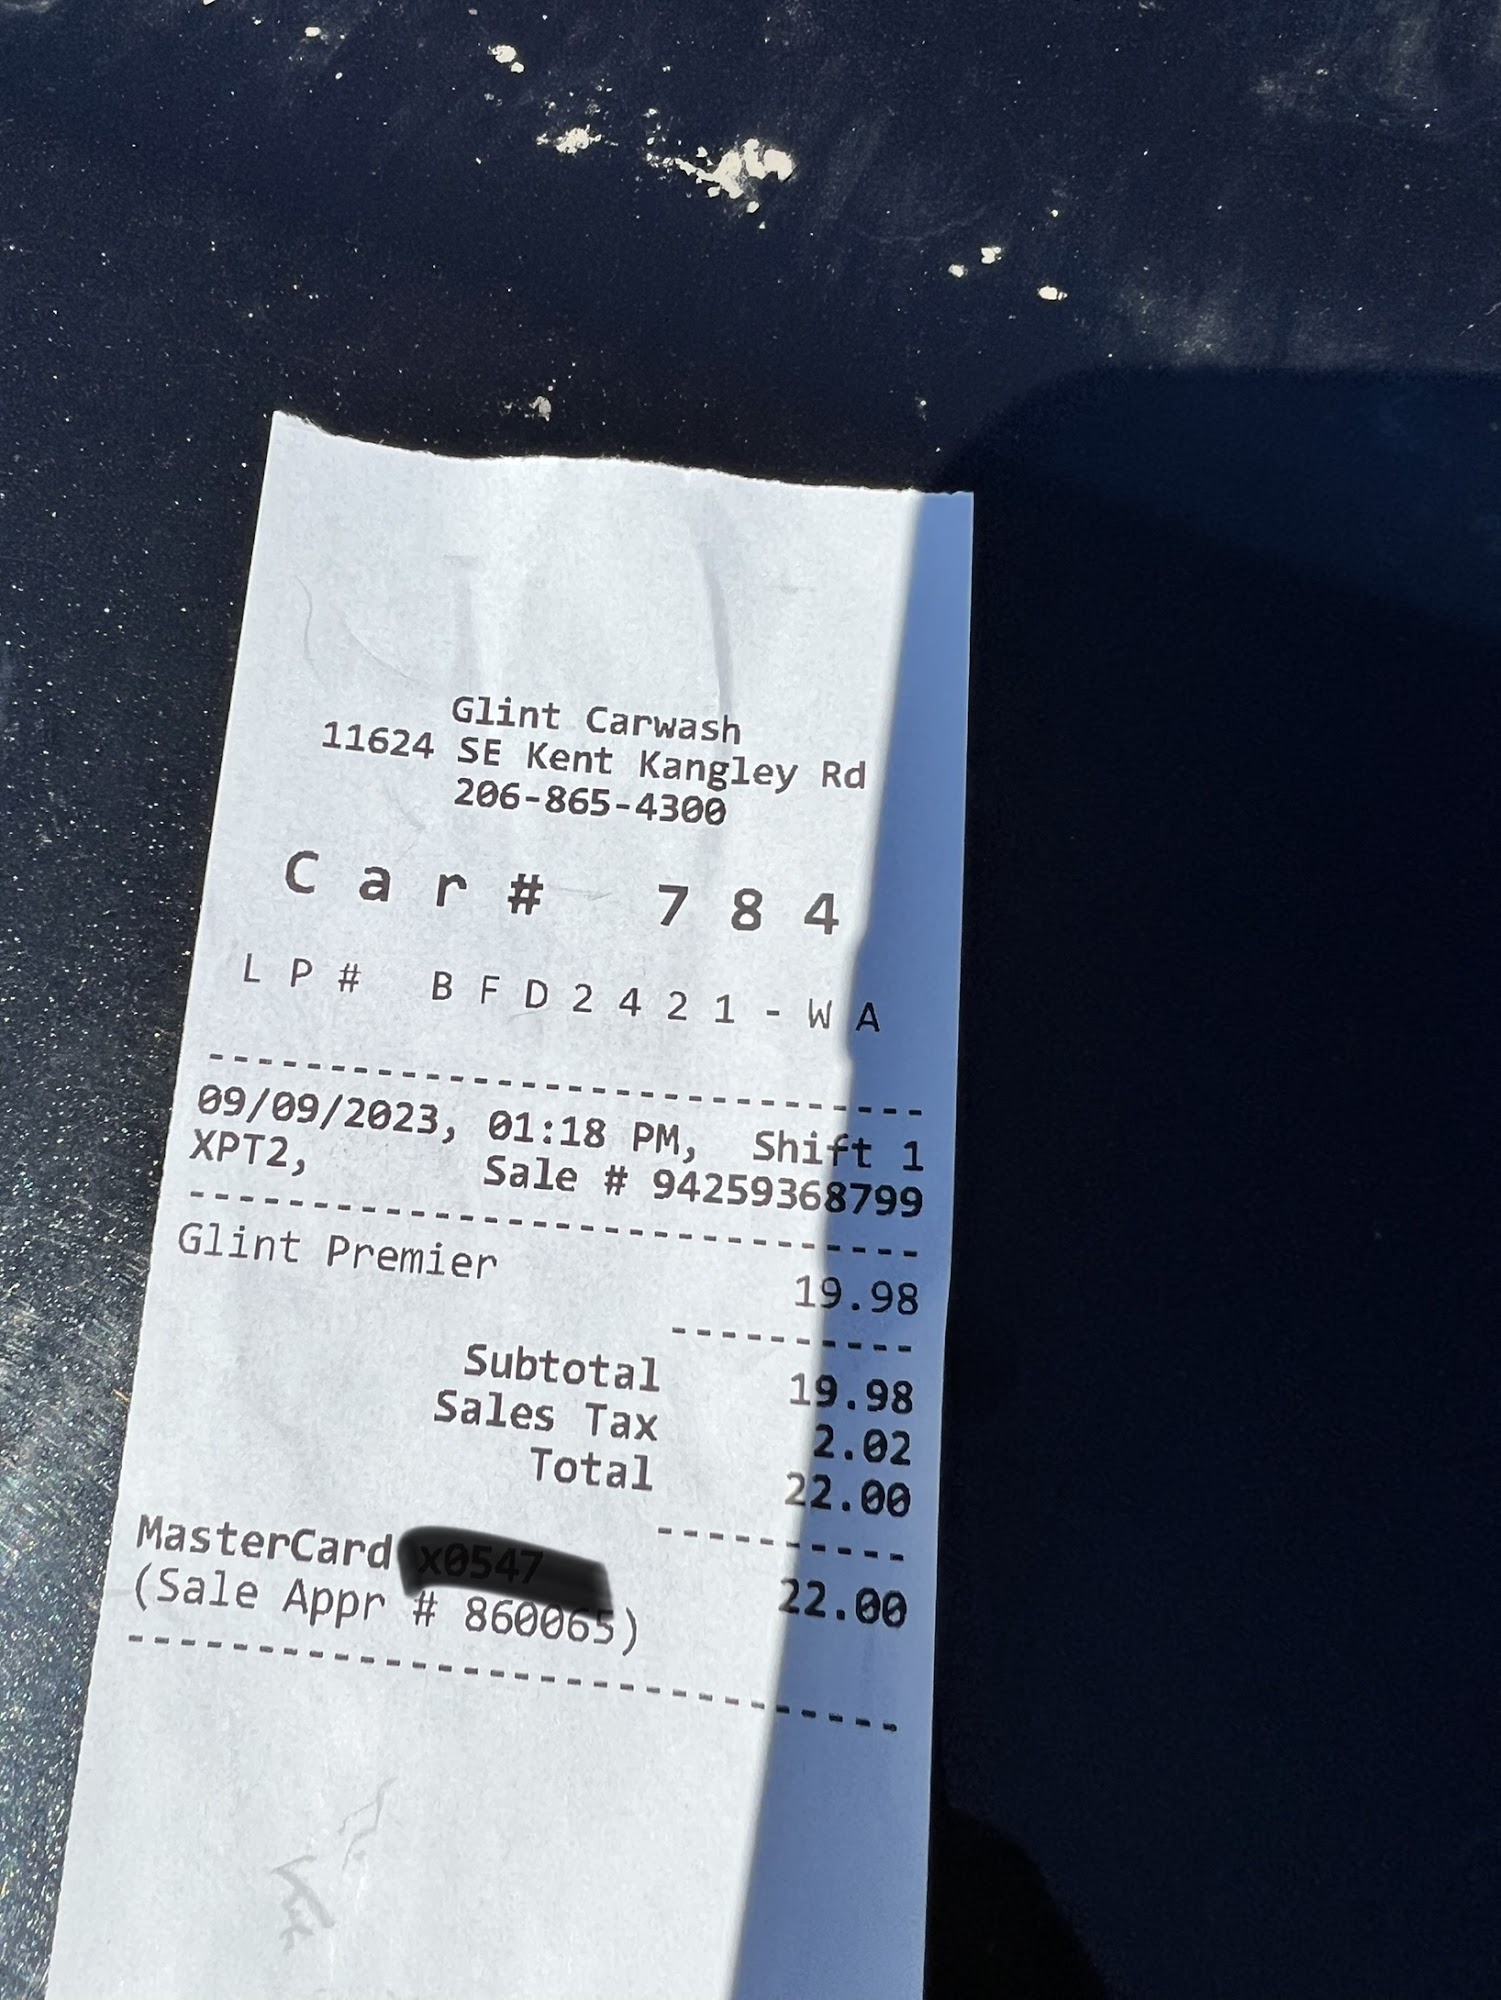 Glint Carwash
11624 SE Kent Kangley Rd
206-865-4300
Car# 784
LP# BFD2421-WA
09/09/2023, 01:18 PM, Shift 1
XPT2, Sale # 94259368799
Glint Premier 19.98
Subtotal 19.98
Sales Tax 2.02
Total 22.00
MasterCard 22.00
(Sale Appr # 860065)